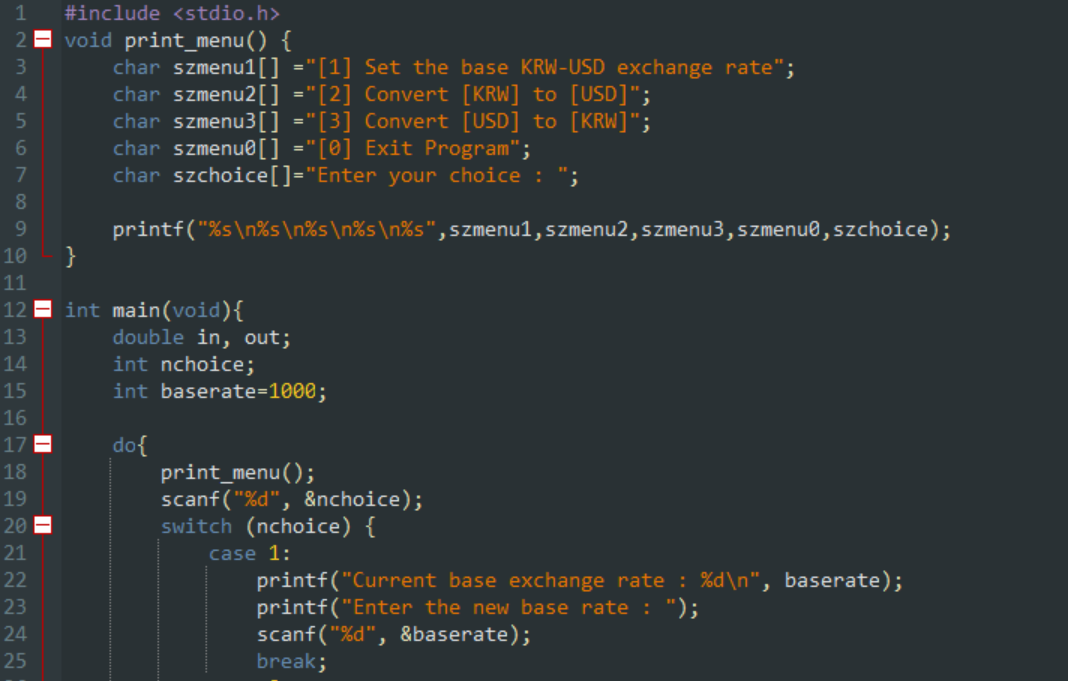 1 #include <stdio.h>
2 void print_menu() {
3 char szmenu1[] ="[1] Set the base KRW-USD exchange rate";
4 char szmenu2[] ="[2] Convert [KRW] to [USD]";
5 char szmenu3[] ="[3] Convert [USD] to [KRW]";
6 char szmenu0[] ="[0] Exit Program";
7 char szchoice[]="Enter your choice : ";
8
9 printf("%s\n%s\n%s\n%s\n%s",szmenu1,szmenu2,szmenu3,szmenu0,szchoice);
10 }
11
12 int main(void){
13 double in, out;
14 int nchoice;
15 int baserate=1000;
16
17 do{
18 print_menu();
19 scanf("%d", &nchoice);
20 switch (nchoice) {
21 case 1:
22 printf("Current base exchange rate : %d\n", baserate);
23 printf("Enter the new base rate : ");
24 scanf("%d", &baserate);
25 break;